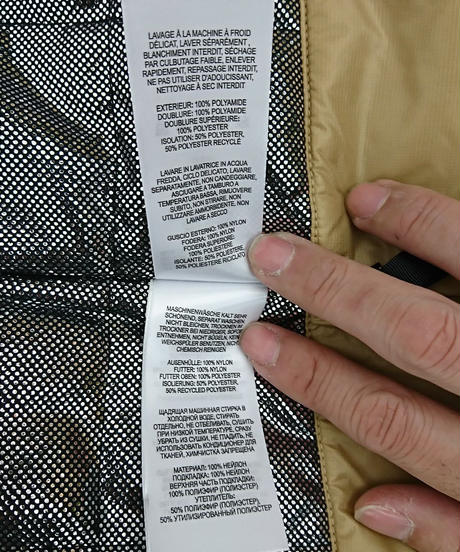 LAVAGE À LA MACHINE À FROID
DÉLICAT, LAVER SÉPARÉMENT,
BLANCHIMENT INTERDIT, SÉCHAGE
PAR CULBUTAGE FAIBLE, ENLEVER
RAPIDEMENT, REPASSAGE INTERDIT,
NE PAS UTILISER D'ADOUCISSANT,
NETTOYAGE À SEC INTERDIT
EXTERIEUR: 100% POLYAMIDE
DOUBLURE: 100% POLYAMIDE
DOUBLURE SUPÉRIEURE:
100% POLYESTER
ISOLATION: 50% POLYESTER,
50% POLYESTER RECYCLÉ
LAVARE IN LAVATRICE IN ACQUA
FREDDA, CICLO DELICATO, LAVARE
SEPARATAMENTE, NON CANDEGGIARE,
ASCIUGARE A TAMBURO A
TEMPERATURA BASSA, RIMUOVERE
SUBITO, NON STIRARE, NON
UTILIZZARE AMMORBIDENTE, NON
LAVARE A SECCO
GUSCIO ESTERNO: 100% NYLON
FODERA: 100% NYLON
FODERA SUPERIORE:
100% POLIESTERE
ISOLANTE: 50% POLIESTERE,
50% POLIESTERE RICICLATO
MASCHINENWÄSCHE KALT SEHR
SCHONEND, SEPARAT WASCHEN
NICHT BLEICHEN, TROCKNEN IM
TROCKNER BEI NIEDRIGER, SOFORT
ENTNEHMEN, NICHT BÜGELN, KEIN
WEICHSPÜLER BENUTZEN, NICHT
CHEMISCH REINIGEN
AUßENHÜLLE: 100% NYLON
FUTTER: 100% NYLON
FUTTER OBEN: 100% POLYESTER
ISOLIERUNG: 50% POLYESTER,
50% RECYCLED POLYESTER
ЩАДЯЩАЯ МАШИННАЯ СТИРКА В
ХОЛОДНОЙ ВОДЕ, СТИРАТЬ
ОТДЕЛЬНО, НЕ ОТБЕЛИВАТЬ, СУШИТЬ
ПРИ НИЗКОЙ ТЕМПЕРАТУРЕ, СРАЗУ
УБРАТЬ ИЗ СУШКИ, НЕ ГЛАДИТЬ, НЕ
ИСПОЛЬЗОВАТЬ КОНДИЦИОНЕР ДЛЯ
ТКАНЕЙ, ХИМЧИСТКА ЗАПРЕЩЕНА
МАТЕРИАЛ: 100% НЕЙЛОН
ПОДКЛАДКА: 100% НЕЙЛОН
ВЕРХНЯЯ ЧАСТЬ ПОДКЛАДКИ:
100% ПОЛИЭФИР (ПОЛИЭСТЕР)
УТЕПЛИТЕЛЬ:
50% ПОЛИЭФИР (ПОЛИЭСТЕР),
50% УТИЛИЗИРОВАННЫЙ ПОЛИЭСТЕР